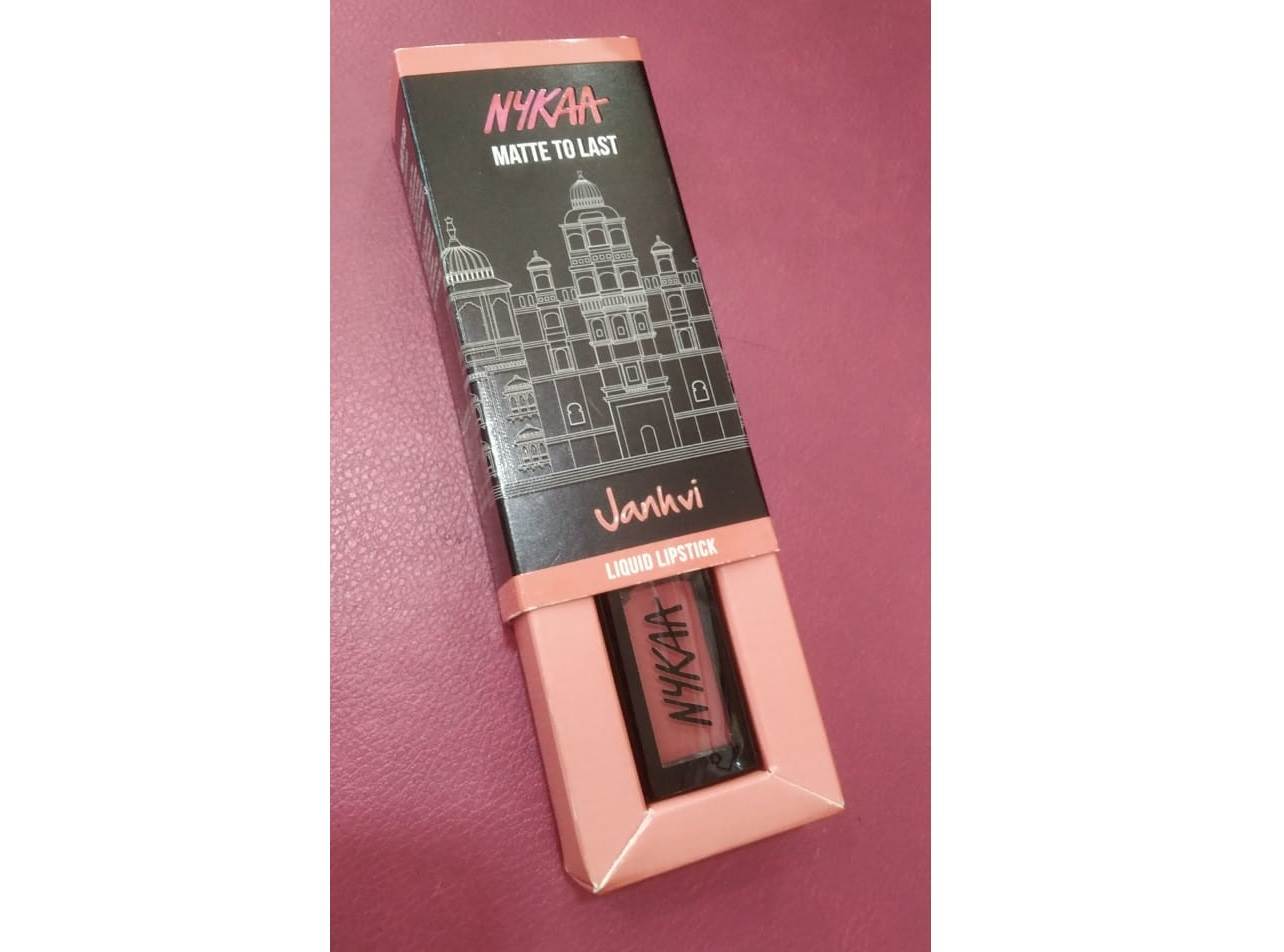 NYKAA
MATTE TO LAST
Janhvi
LIQUID LIPSTICK
NYKAA